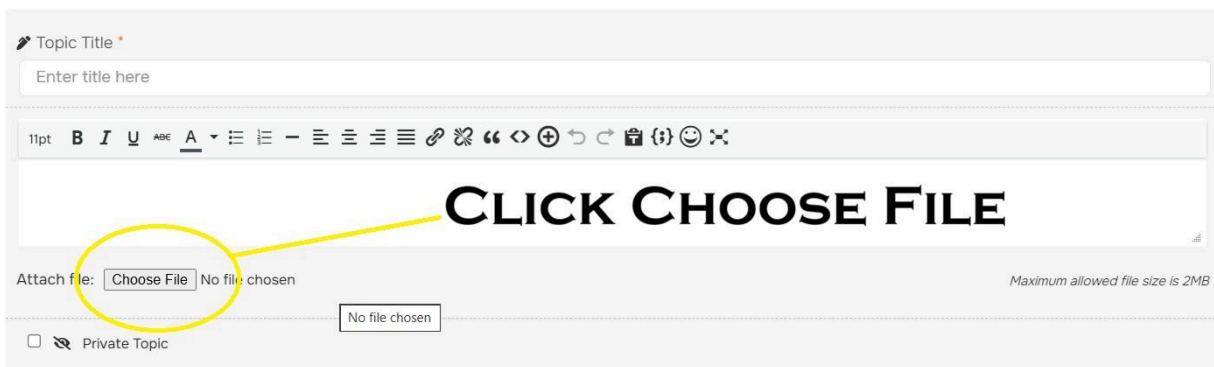 Topic Title *
Enter title here
11pt B I U ABC A
CLICK CHOOSE FILE
Attach file: Choose File No file chosen
Maximum allowed file size is 2MB
No file chosen
Private Topic